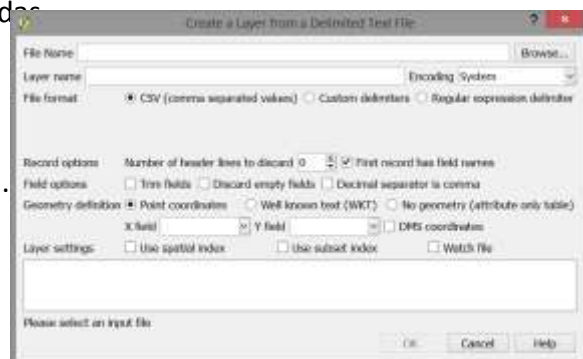 das
Create a Layer from a Delimited Text File ?
File Name Browse...
Layer name Encoding System
File format CSV (comma separated values) Custom delimiters Regular expression delimiter
Record options Number of header lines to discard 0 First record has field names
.
Field options Trim fields Discard empty fields Decimal separator is comma
Geometry definition Point coordinates Well known text (WKT) No geometry (attribute only table)
X field Y field DMS coordinates
Layer settings Use spatial index Use subset index Watch file
Please select an input file
OK Cancel Help